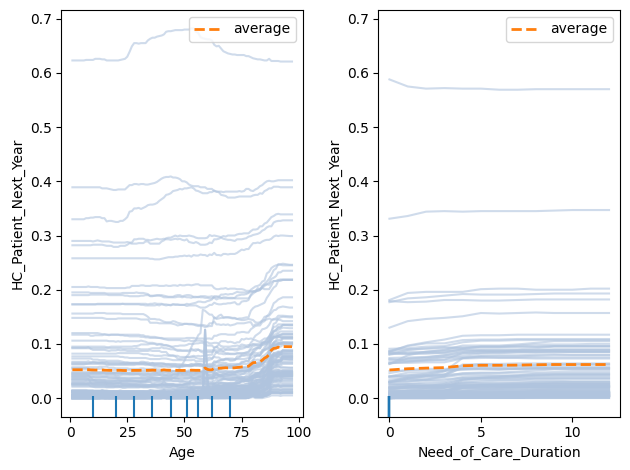 0.7
0.6
0.5
0.4
0.3
0.2
0.1
0.0
HC_Patient_Next_Year
average
0 25 50 75 100
Age
0.7
0.6
0.5
0.4
0.3
0.2
0.1
0.0
HC_Patient_Next_Year
average
0 5 10
Need_of_Care_Duration